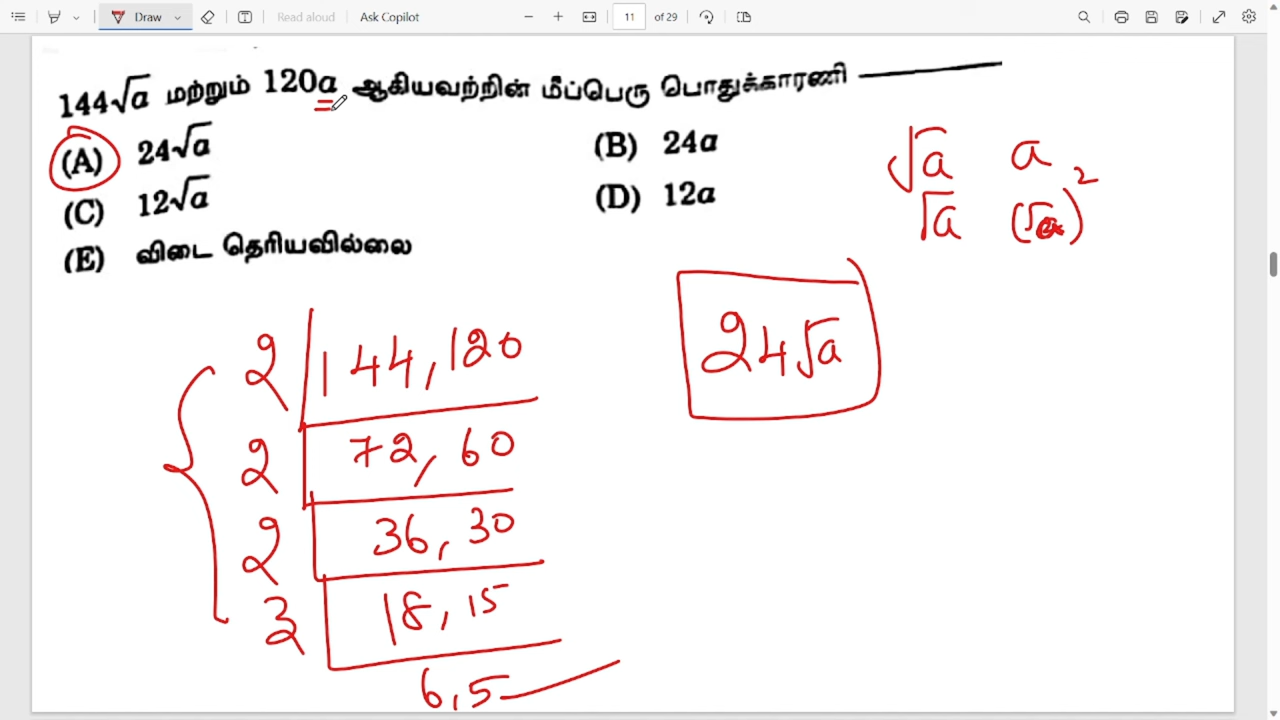 Draw
Read aloud
Ask Copilot
11
of 29
144√a மற்றும் 120a ஆகியவற்றின் மீப்பெரு பொதுக்காரணி
(A) 24√a
(B) 24a
(C) 12√a
(D) 12a
(E) விடை தெரியவில்லை
√a a
√a (√a)²
24√a
2 144, 120
2 72, 60
2 36, 30
3 18, 15
6, 5